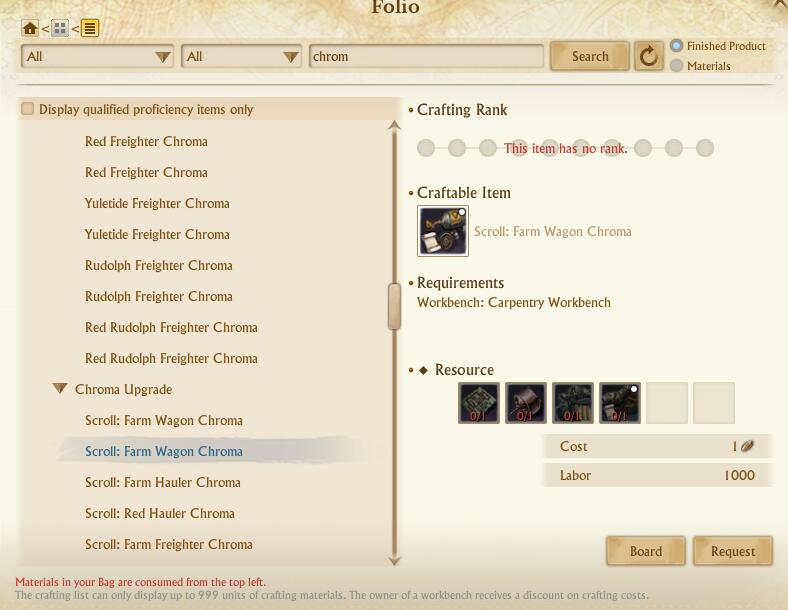 Folio
< <
All
All
chrom
Search
Finished Product
Materials
Display qualified proficiency items only
Red Freighter Chroma
Red Freighter Chroma
Yuletide Freighter Chroma
Yuletide Freighter Chroma
Rudolph Freighter Chroma
Rudolph Freighter Chroma
Red Rudolph Freighter Chroma
Red Rudolph Freighter Chroma
Chroma Upgrade
Scroll: Farm Wagon Chroma
Scroll: Farm Wagon Chroma
Scroll: Farm Hauler Chroma
Scroll: Red Hauler Chroma
Scroll: Farm Freighter Chroma
Crafting Rank
This item has no rank.
Craftable Item
Scroll: Farm Wagon Chroma
Requirements
Workbench: Carpentry Workbench
Resource
0/1 0/1 0/1 0/1
Cost 1
Labor 1000
Board
Request
Materials in your Bag are consumed from the top left.
The crafting list can only display up to 999 units of crafting materials. The owner of a workbench receives a discount on crafting costs.